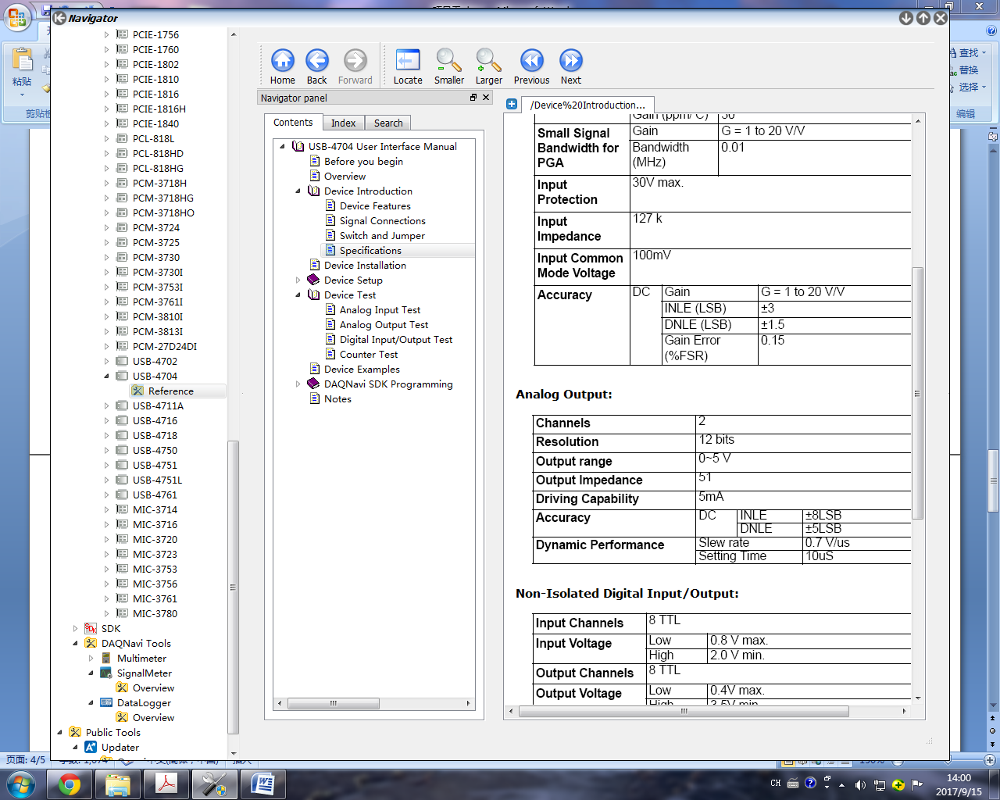 Navigator
PCIE-1756
PCIE-1760
PCIE-1802
PCIE-1810
PCIE-1816
PCIE-1816H
PCIE-1840
PCL-818L
PCL-818HD
PCL-818HG
PCM-3718H
PCM-3718HG
PCM-3718HO
PCM-3724
PCM-3725
PCM-3730
PCM-3730I
PCM-3753I
PCM-3761I
PCM-3810I
PCM-3813I
PCM-27D24DI
USB-4702
USB-4704
Reference
USB-4711A
USB-4716
USB-4718
USB-4750
USB-4751
USB-4751L
USB-4761
MIC-3714
MIC-3716
MIC-3720
MIC-3723
MIC-3753
MIC-3756
MIC-3761
MIC-3780
SDK
DAQNavi Tools
Multimeter
SignalMeter
Overview
DataLogger
Overview
Public Tools
Updater
Home Back Forward Locate Smaller Larger Previous Next
Navigator panel
Contents Index Search
USB-4704 User Interface Manual
Before you begin
Overview
Device Introduction
Device Features
Signal Connections
Switch and Jumper
Specifications
Device Installation
Device Setup
Device Test
Analog Input Test
Analog Output Test
Digital Input/Output Test
Counter Test
Device Examples
DAQNavi SDK Programming
Notes
/Device%20Introduction...
Gain (ppm/ C) 30
Small Signal Bandwidth for PGA Gain G = 1 to 20 V/V
Bandwidth (MHz) 0.01
Input Protection 30V max.
Input Impedance 127 k
Input Common Mode Voltage 100mV
Accuracy DC Gain G = 1 to 20 V/V
INLE (LSB) ±3
DNLE (LSB) ±1.5
Gain Error (%FSR) 0.15
Analog Output:
Channels 2
Resolution 12 bits
Output range 0~5 V
Output Impedance 51
Driving Capability 5mA
Accuracy DC INLE ±8LSB
DNLE ±5LSB
Dynamic Performance Slew rate 0.7 V/us
Setting Time 10uS
Non-Isolated Digital Input/Output:
Input Channels 8 TTL
Input Voltage Low 0.8 V max.
High 2.0 V min.
Output Channels 8 TTL
Output Voltage Low 0.4V max.
High 3.5V min
粘贴
剪贴板
查找
替换
选择
编辑
页面: 4/5
CH
14:00
2017/9/15